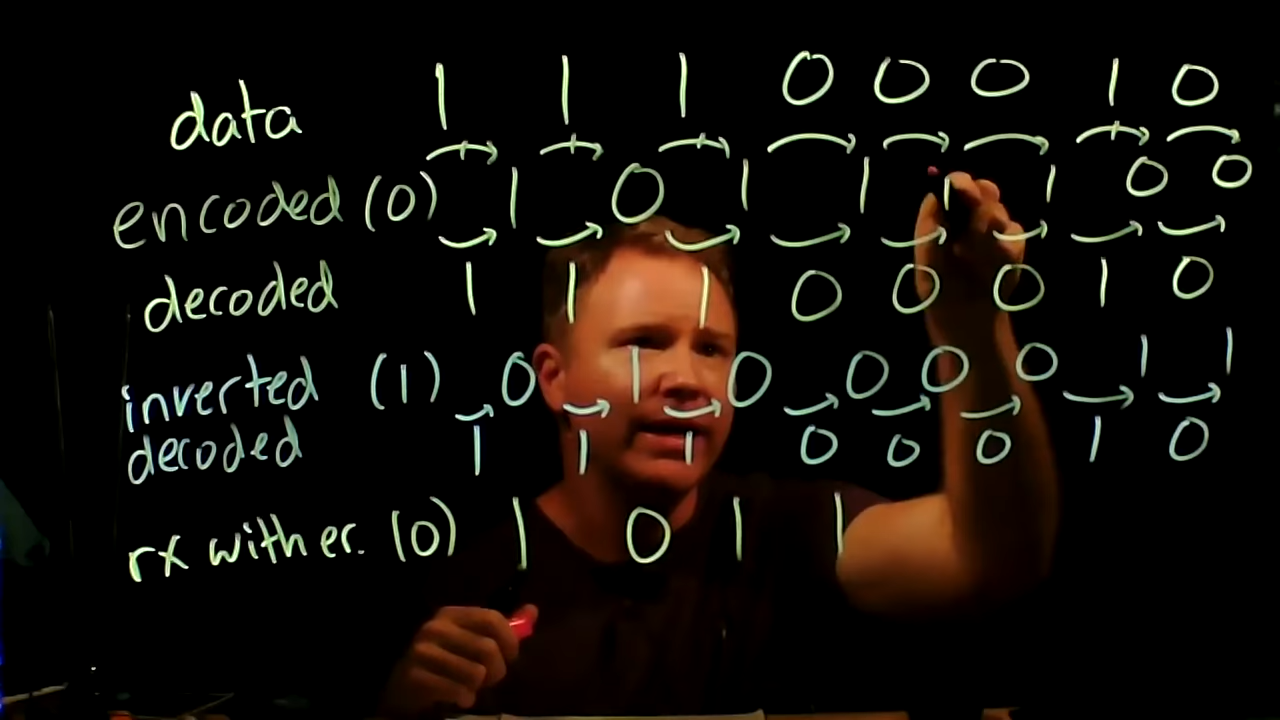 data 1 1 1 0 0 0 1 0
encoded (0) 1 0 1 1 1 1 0 0
decoded 1 1 1 0 0 0 1 0
inverted (1) 0 1 0 0 0 0 1 1
decoded 1 1 1 0 0 0 1 0
rx with er. (0) 1 0 1 1